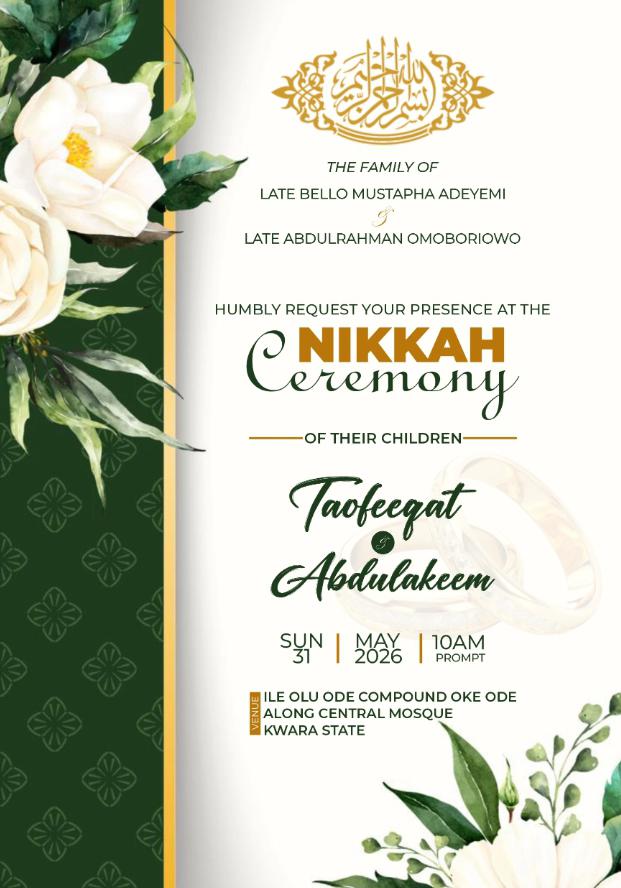 بسم الله الرحمن الرحيم
THE FAMILY OF
LATE BELLO MUSTAPHA ADEYEMI
&
LATE ABDULRAHMAN OMOBORIOWO
HUMBLY REQUEST YOUR PRESENCE AT THE
NIKKAH
Ceremony
OF THEIR CHILDREN
Taofeeqat
&
Abdulakeem
SUN 31 | MAY 2026 | 10AM PROMPT
VENUE
ILE OLU ODE COMPOUND OKE ODE
ALONG CENTRAL MOSQUE
KWARA STATE